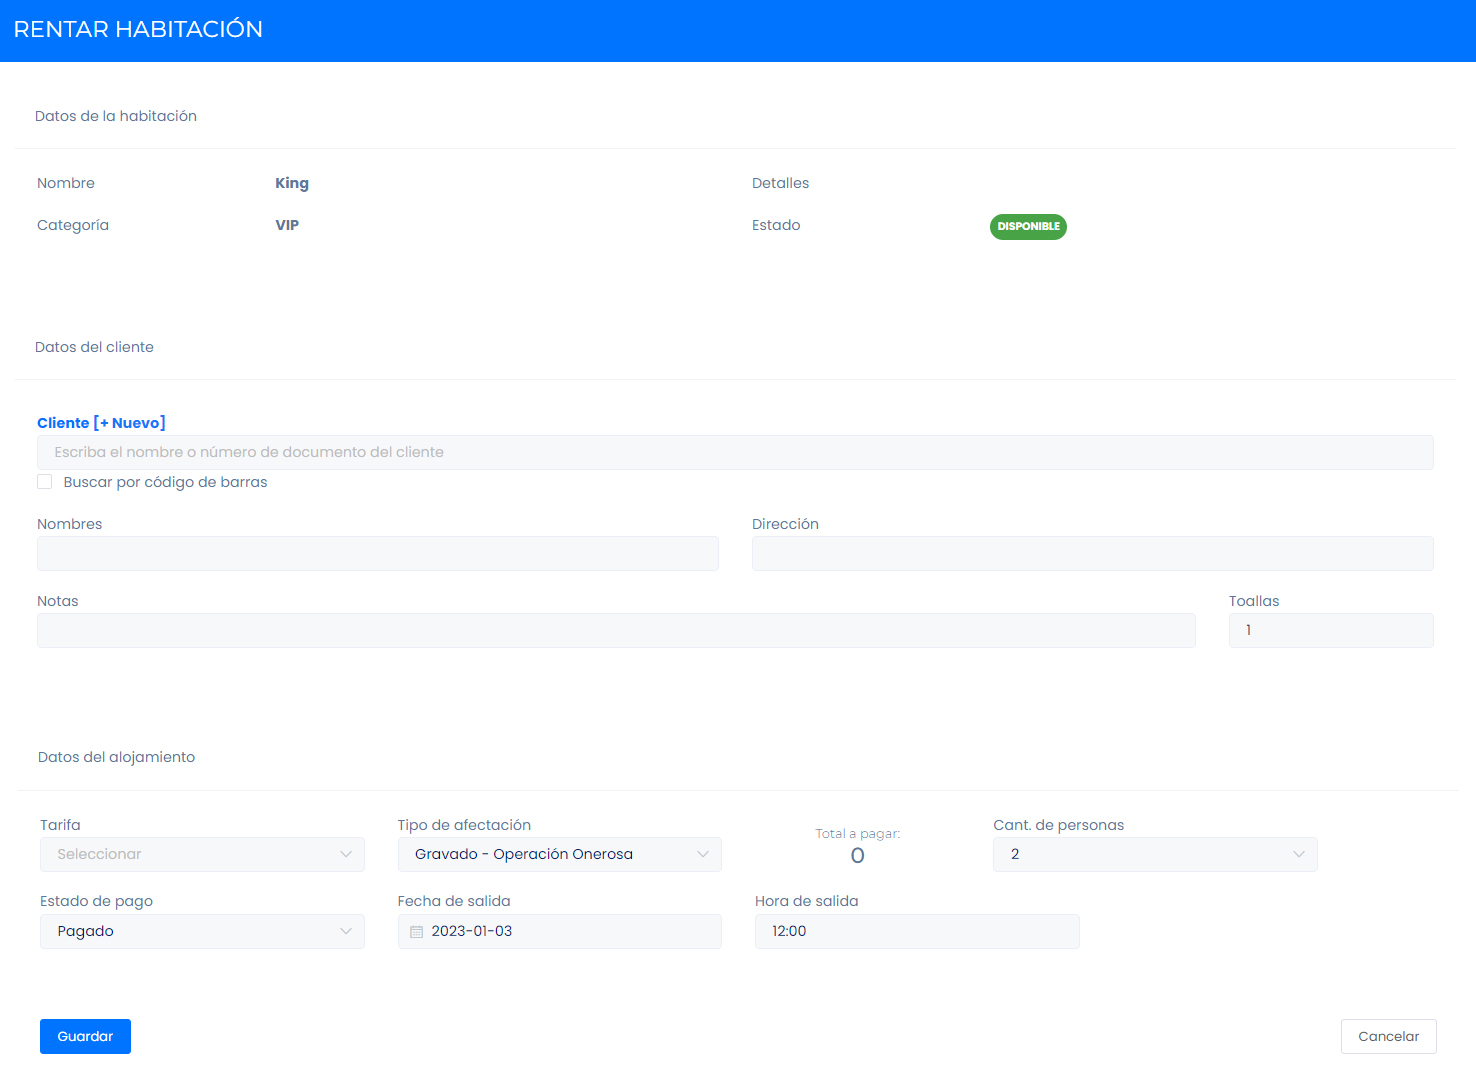 RENTAR HABITACIÓN
Datos de la habitación
Nombre King Detalles
Categoría VIP Estado DISPONIBLE
Datos del cliente
Cliente [+ Nuevo]
Escriba el nombre o número de documento del cliente
Buscar por código de barras
Nombres Dirección
Notas Toallas
1
Datos del alojamiento
Tarifa Tipo de afectación Total a pagar: Cant. de personas
Seleccionar Gravado - Operación Onerosa 0 2
Estado de pago Fecha de salida Hora de salida
Pagado 2023-01-03 12:00
Guardar Cancelar